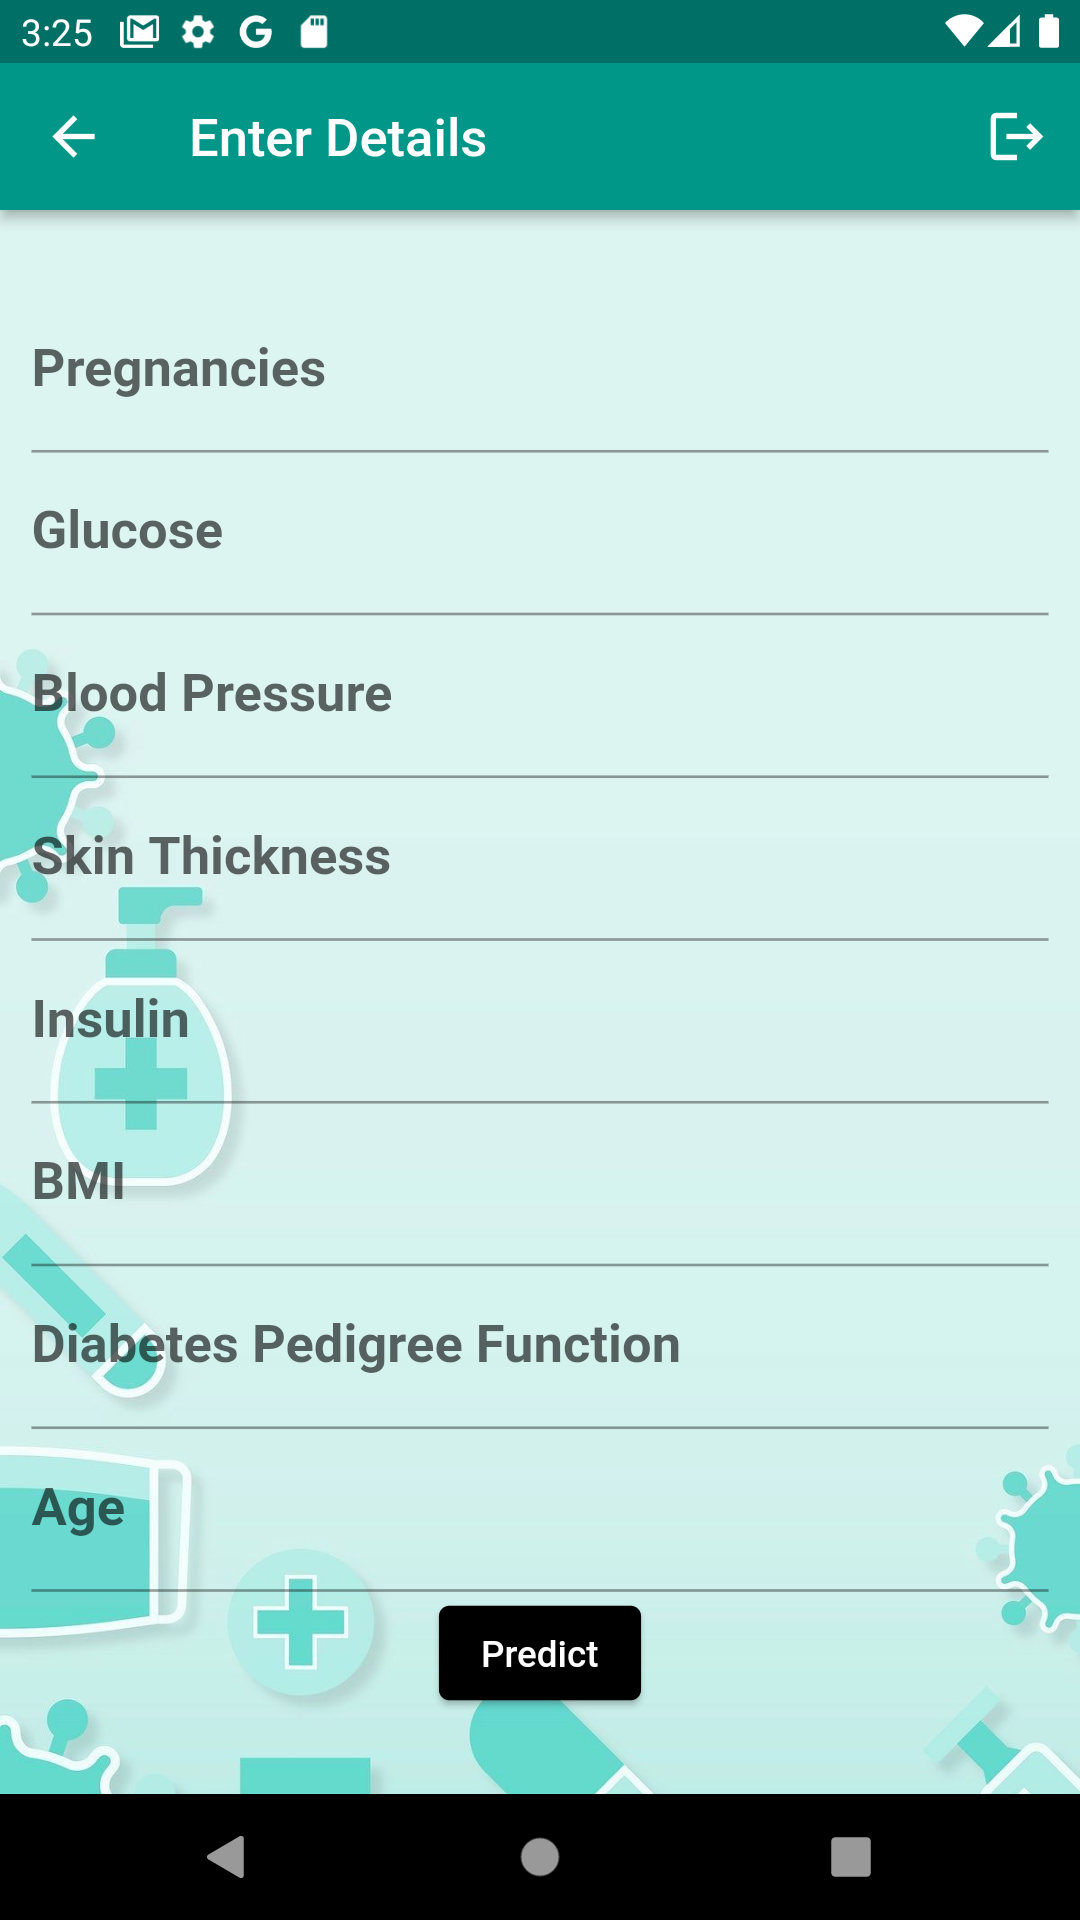 3:25
Enter Details
Pregnancies
Glucose
Blood Pressure
Skin Thickness
Insulin
BMI
Diabetes Pedigree Function
Age
Predict